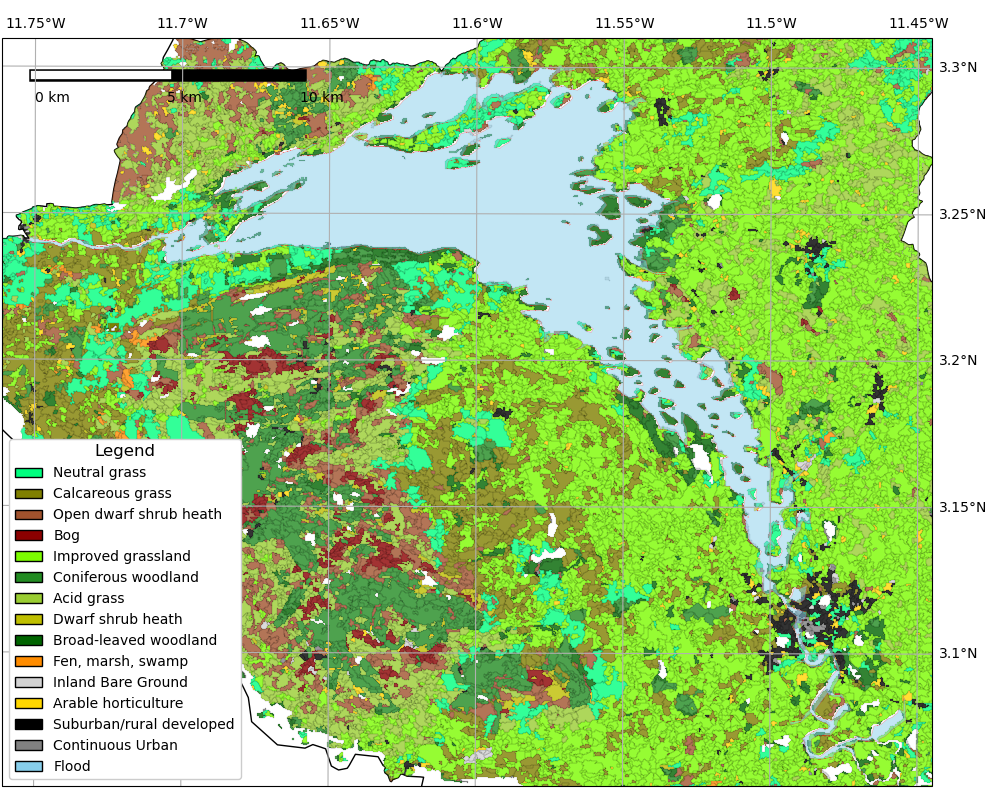 11.75°W 11.7°W 11.65°W 11.6°W 11.55°W 11.5°W 11.45°W
3.3°N
0 km 5 km 10 km
3.25°N
3.2°N
Legend
Neutral grass
Calcareous grass
Open dwarf shrub heath
Bog
Improved grassland
Coniferous woodland
Acid grass
Dwarf shrub heath
Broad-leaved woodland
Fen, marsh, swamp
Inland Bare Ground
Arable horticulture
Suburban/rural developed
Continuous Urban
Flood
3.15°N
3.1°N